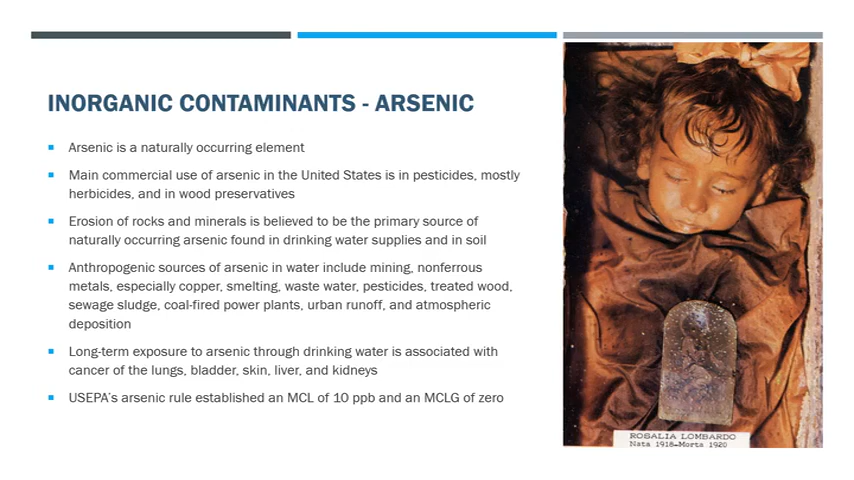 INORGANIC CONTAMINANTS - ARSENIC
Arsenic is a naturally occurring element
Main commercial use of arsenic in the United States is in pesticides, mostly
herbicides, and in wood preservatives
Erosion of rocks and minerals is believed to be the primary source of
naturally occurring arsenic found in drinking water supplies and in soil
Anthropogenic sources of arsenic in water include mining, nonferrous
metals, especially copper, smelting, waste water, pesticides, treated wood,
sewage sludge, coal-fired power plants, urban runoff, and atmospheric
deposition
Long-term exposure to arsenic through drinking water is associated with
cancer of the lungs, bladder, skin, liver, and kidneys
USEPA's arsenic rule established an MCL of 10 ppb and an MCLG of zero
ROSALIA LOMBARDO
Nata 1918-Morta 1920